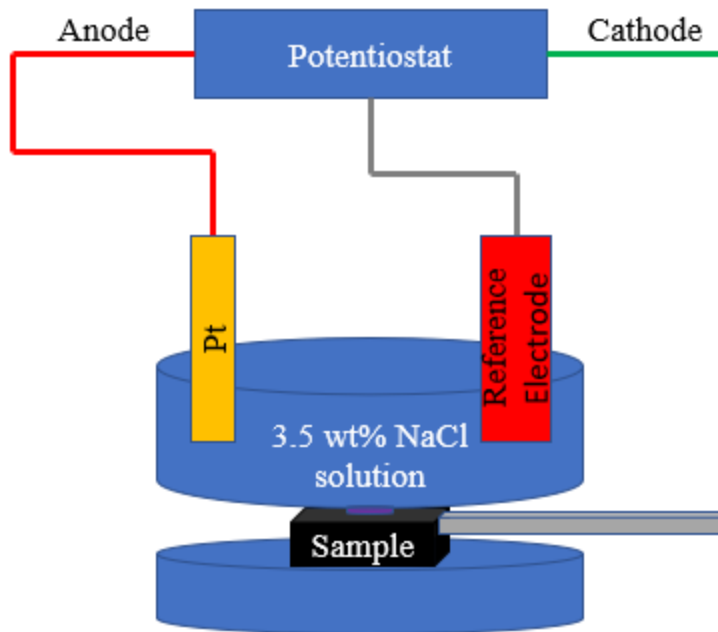 Anode
Potentiostat
Cathode
Pt
Reference
Electrode
3.5 wt% NaCl
solution
Sample